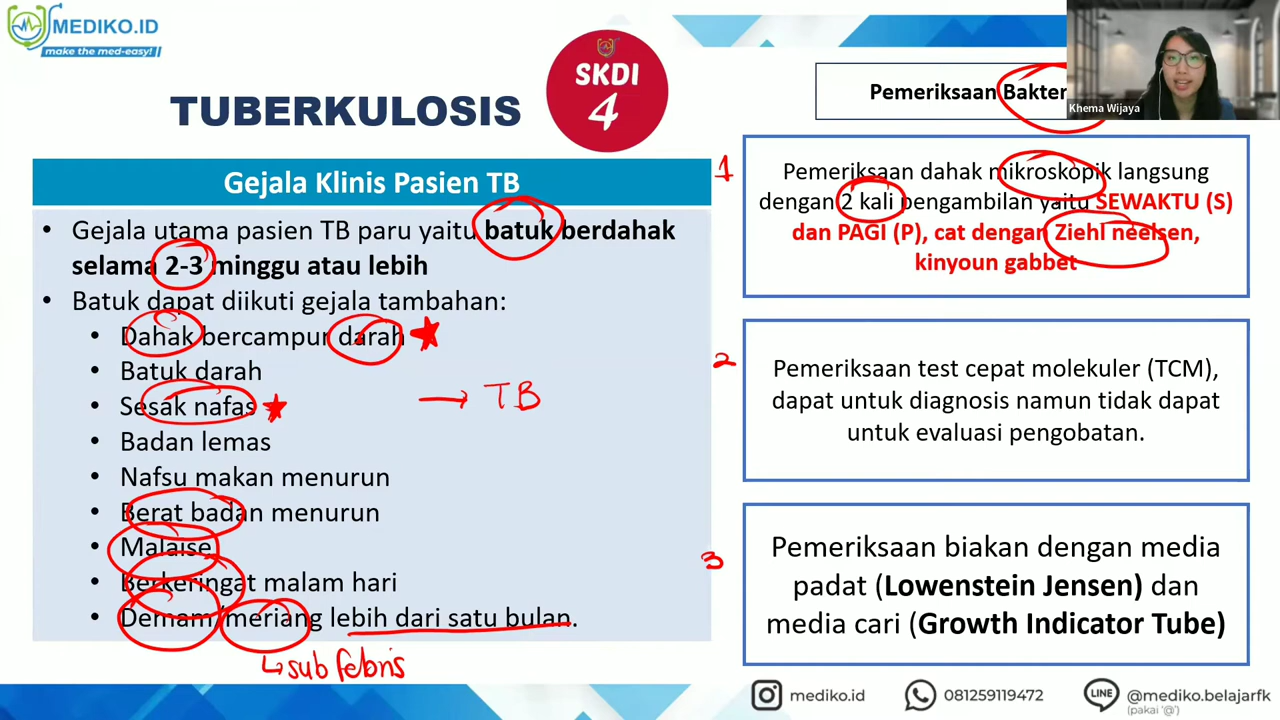 MEDIKO.ID
make the med-easy!
TUBERKULOSIS
SKDI
4
Gejala Klinis Pasien TB
• Gejala utama pasien TB paru yaitu batuk berdahak
selama 2-3 minggu atau lebih
• Batuk dapat diikuti gejala tambahan:
• Dahak bercampur darah
• Batuk darah
• Sesak nafas
→ TB
• Badan lemas
• Nafsu makan menurun
• Berat badan menurun
• Malaise
• Berkeringat malam hari
• Demam/meriang lebih dari satu bulan.
↳ sub febris
Pemeriksaan Bakter
Khema Wijaya
1
Pemeriksaan dahak mikroskopik langsung
dengan 2 kali pengambilan yaitu SEWAKTU (S)
dan PAGI (P), cat dengan Ziehl neelsen,
kinyoun gabbet
2
Pemeriksaan test cepat molekuler (TCM),
dapat untuk diagnosis namun tidak dapat
untuk evaluasi pengobatan.
3
Pemeriksaan biakan dengan media
padat (Lowenstein Jensen) dan
media cari (Growth Indicator Tube)
mediko.id
081259119472
LINE
@mediko.belajarfk
(pakai '@')